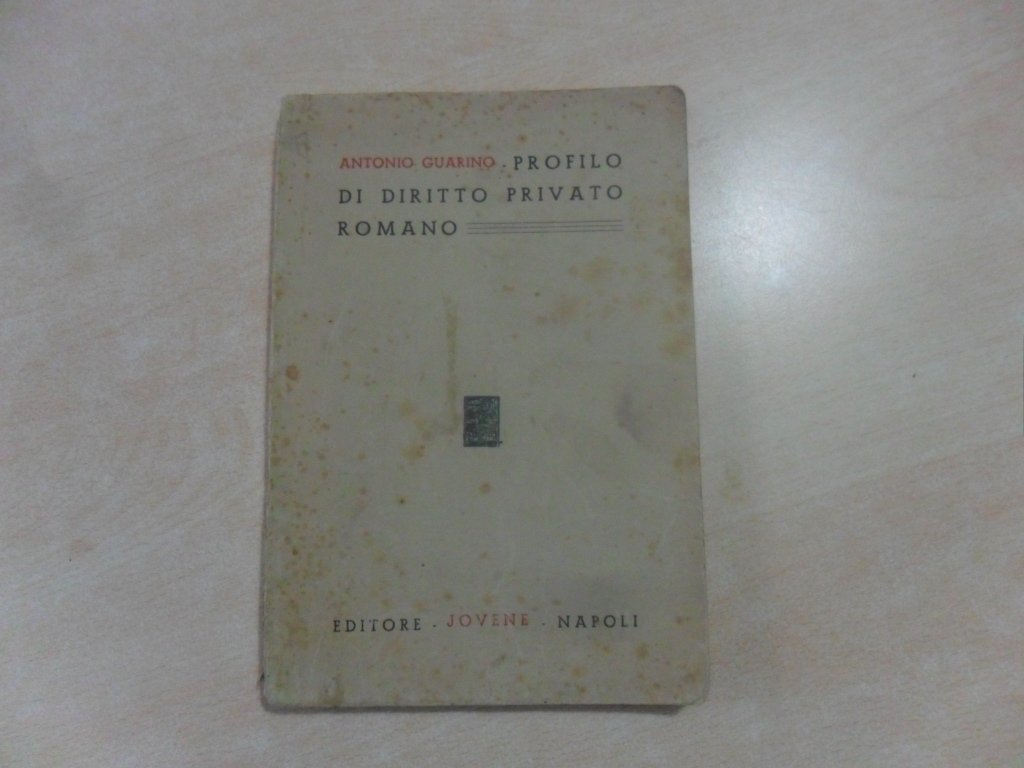 ANTONIO GUARINO . PROFILO
DI DIRITTO PRIVATO
ROMANO
EDITORE . JOVENE . NAPOLI